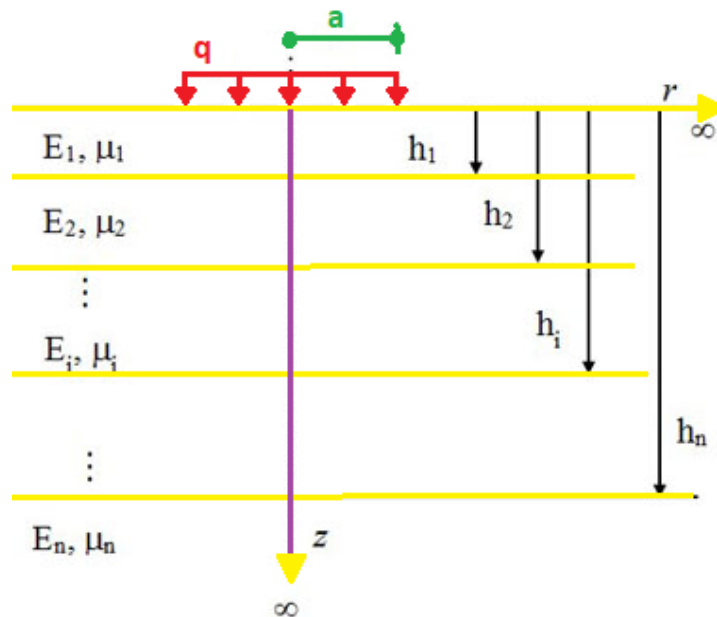 a
q
r
∞
E₁, μ₁
h₁
E₂, μ₂
h₂
⋮
Eᵢ, μᵢ
hᵢ
⋮
hₙ
Eₙ, μₙ
z
∞